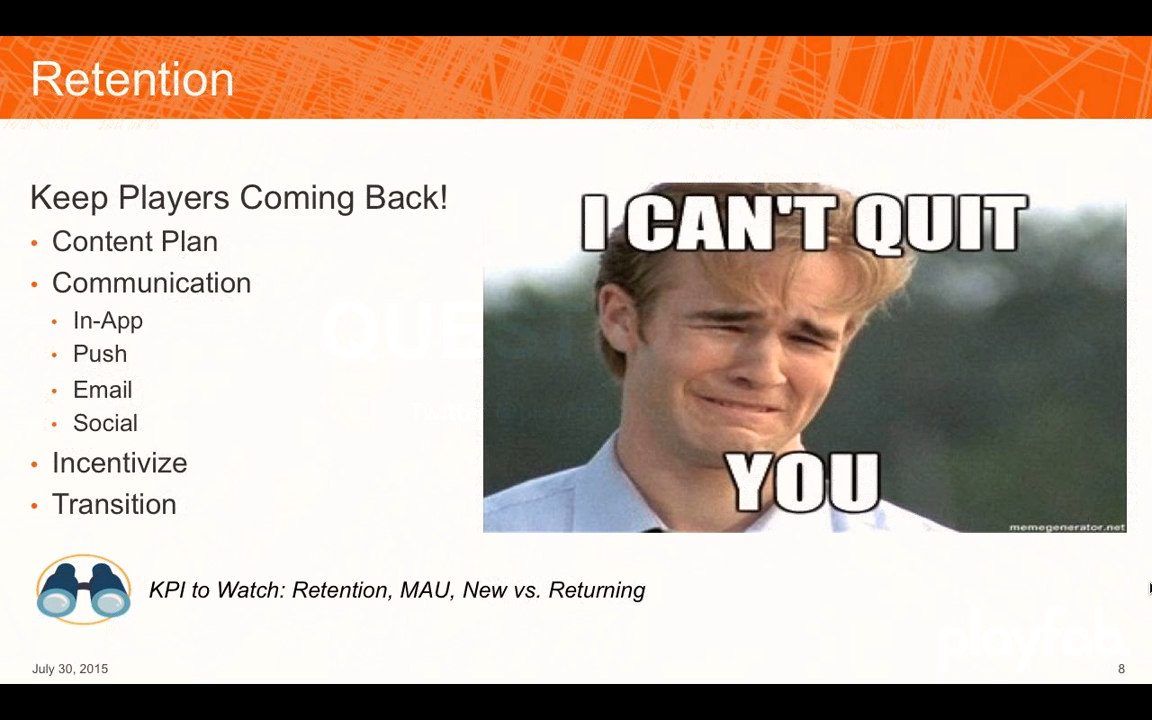 Retention
Keep Players Coming Back!
• Content Plan
• Communication
• In-App
• Push
• Email
• Social
• Incentivize
• Transition
I CAN'T QUIT
YOU
memegenerator.net
KPI to Watch: Retention, MAU, New vs. Returning
playfab
July 30, 2015
8